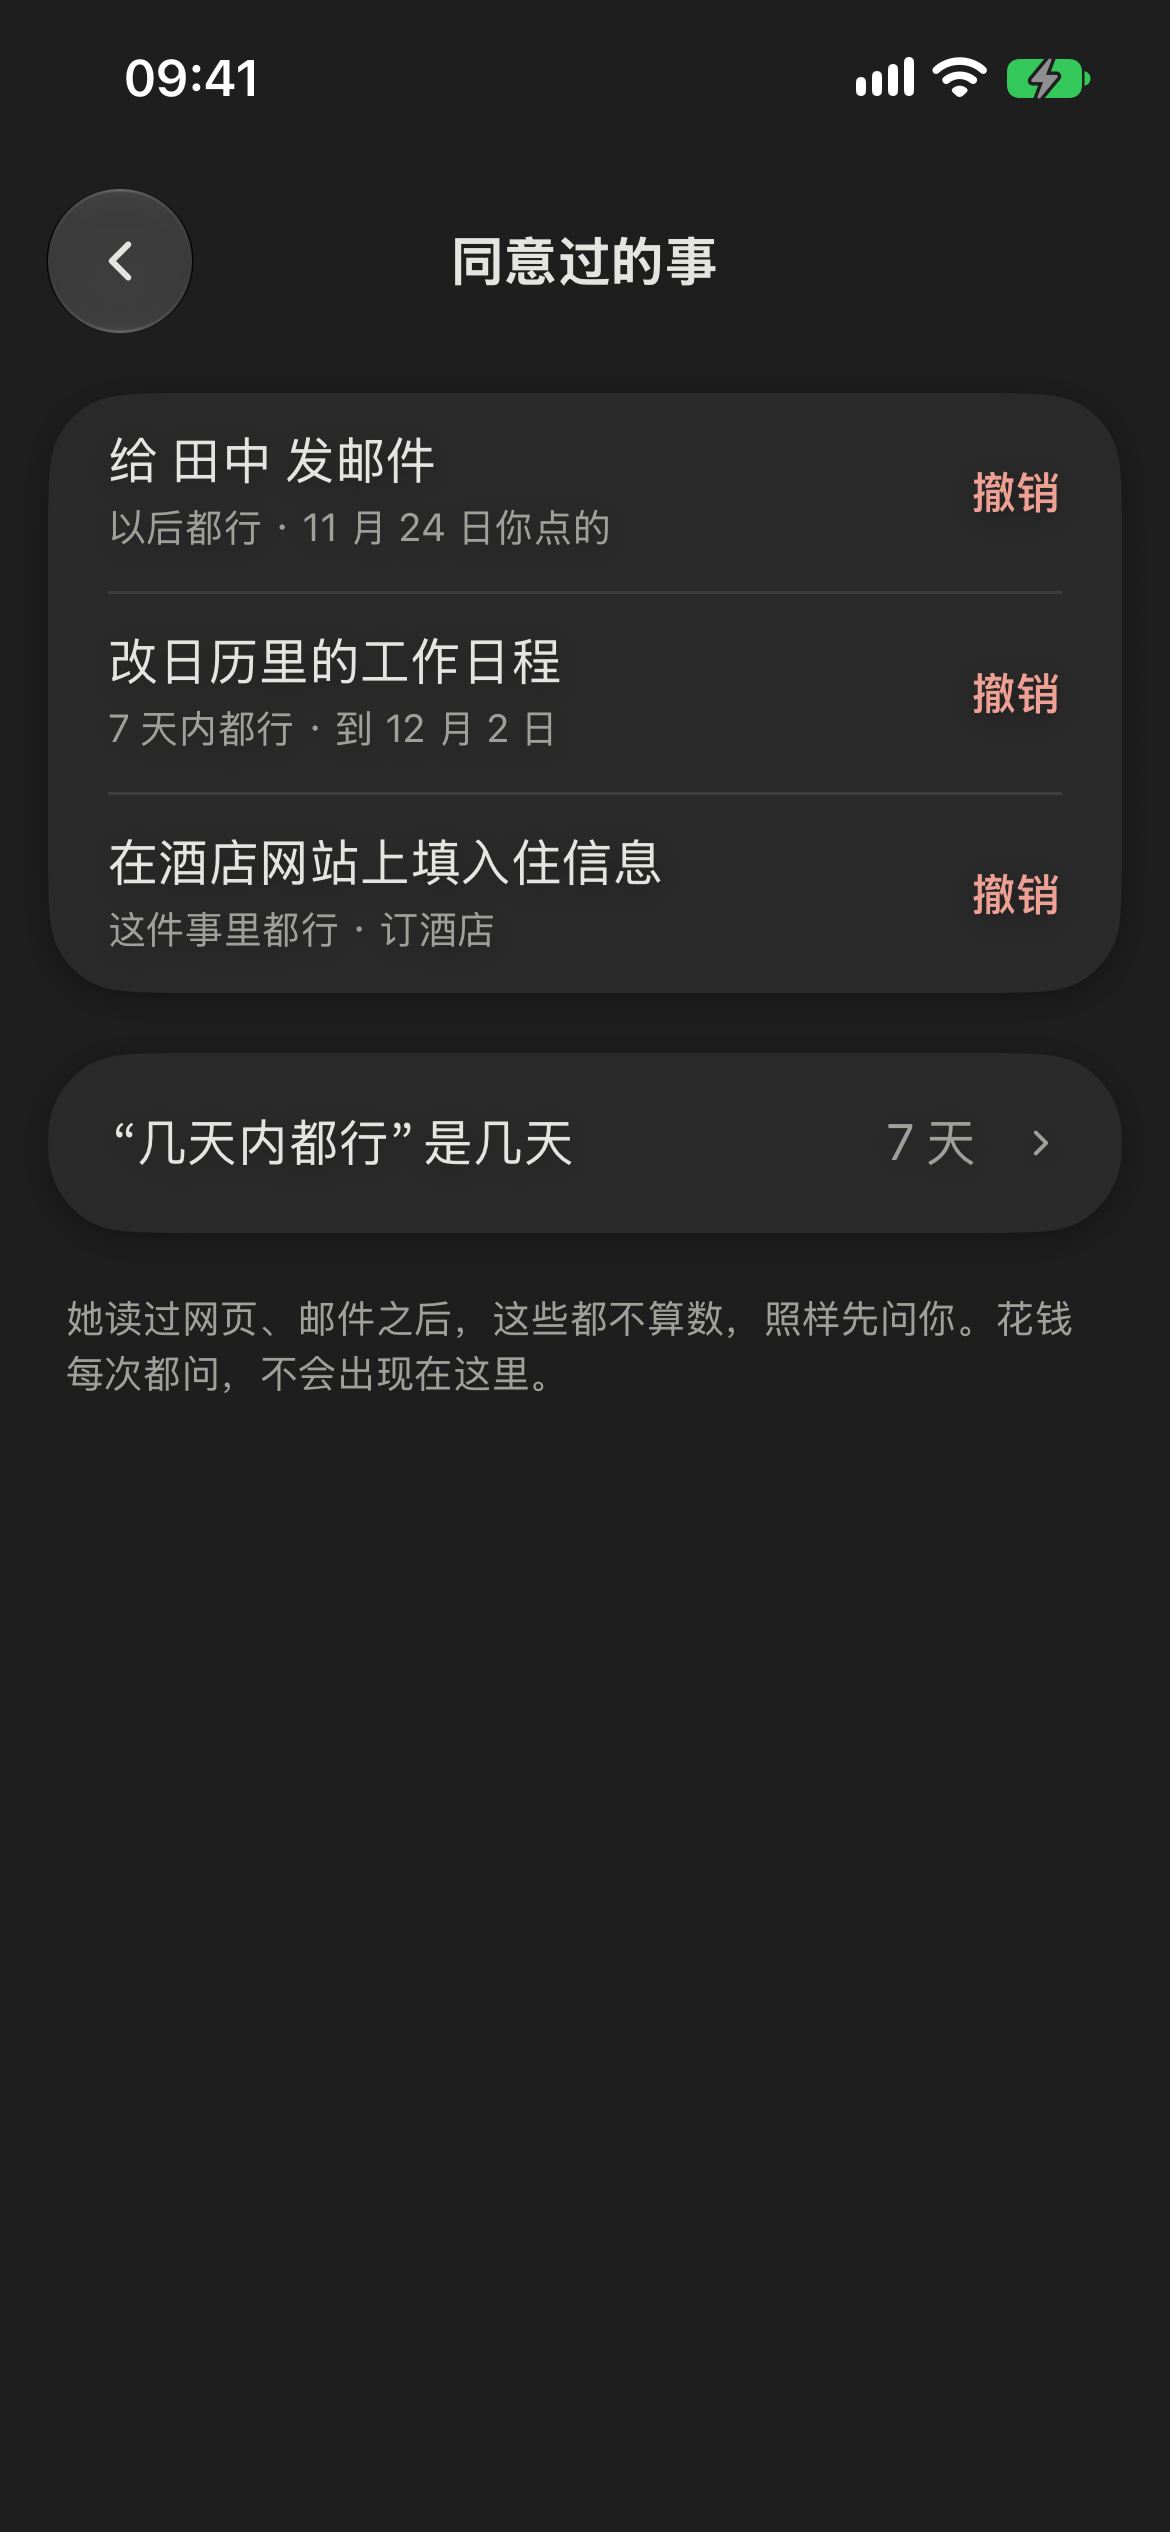 09:41
同意过的事
给 田中 发邮件
以后都行 · 11 月 24 日你点的
撤销
改日历里的工作日程
7 天内都行 · 到 12 月 2 日
撤销
在酒店网站上填入住信息
这件事里都行 · 订酒店
撤销
“几天内都行” 是几天
7 天
她读过网页、邮件之后，这些都不算数，照样先问你。花钱
每次都问，不会出现在这里。